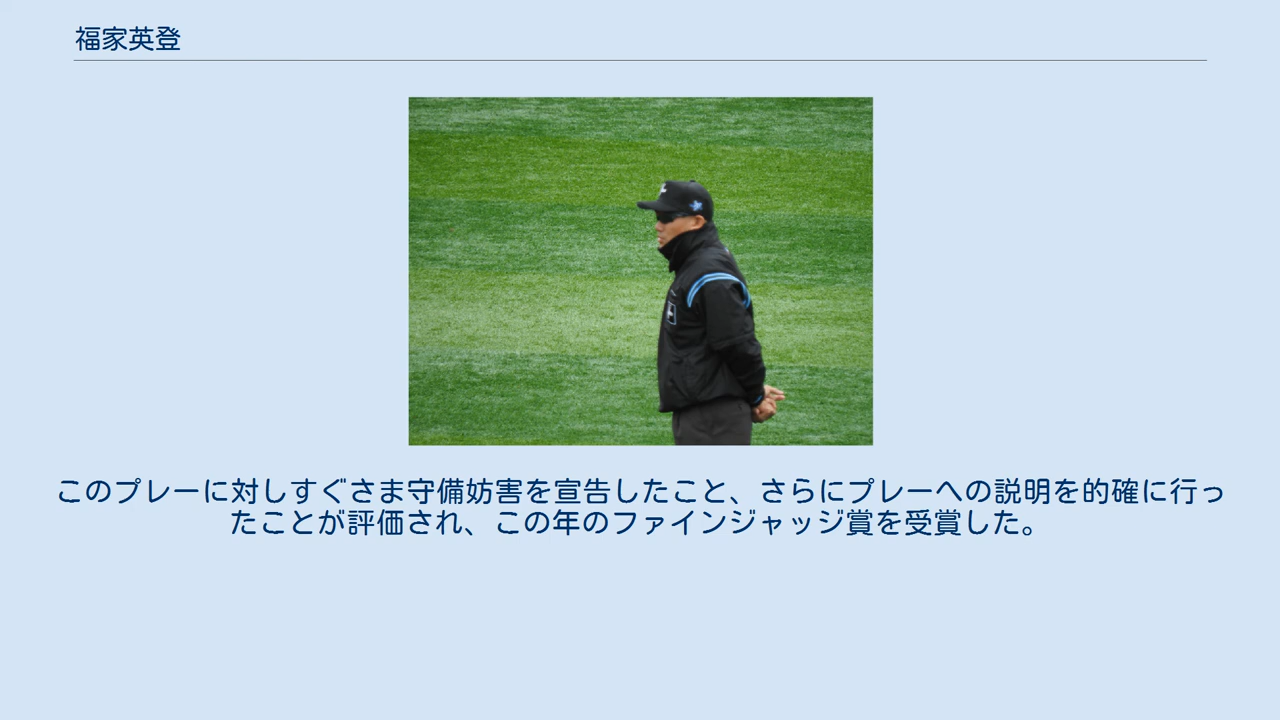 福家英登
このプレーに対しすぐさま守備妨害を宣告したこと、さらにプレーへの説明を的確に行っ
たことが評価され、この年のファインジャッジ賞を受賞した。